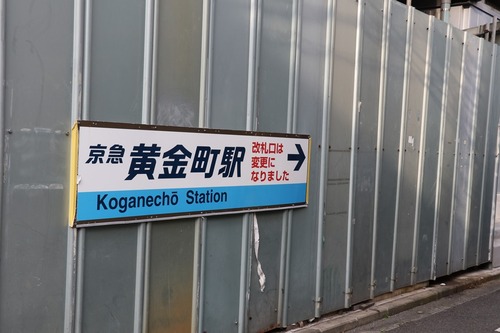 京急 黄金町駅
改札口は
変更に
なりました
Koganechō Station